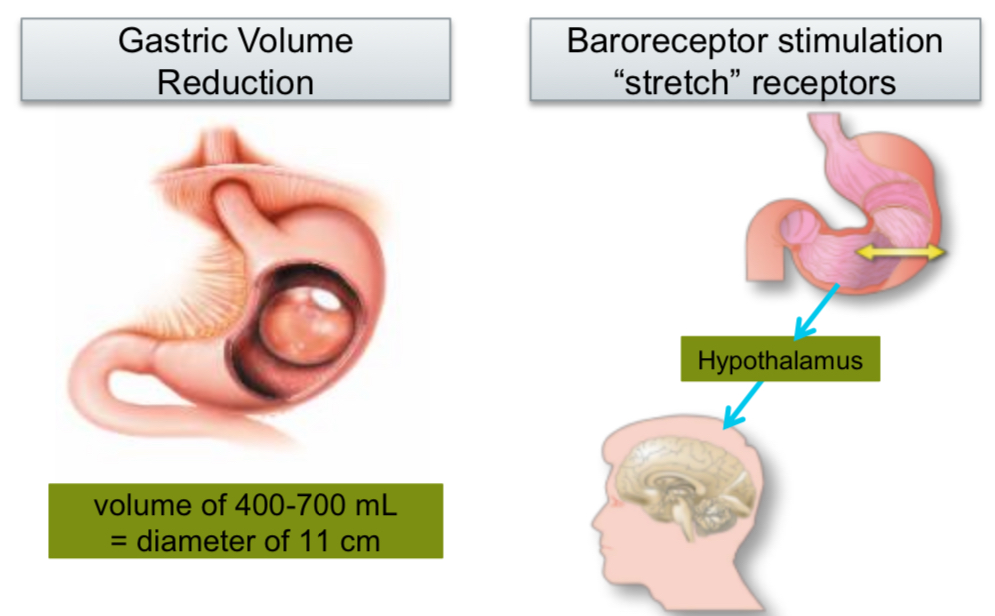 Gastric Volume
Reduction
Baroreceptor stimulation
“stretch” receptors
Hypothalamus
volume of 400-700 mL
= diameter of 11 cm